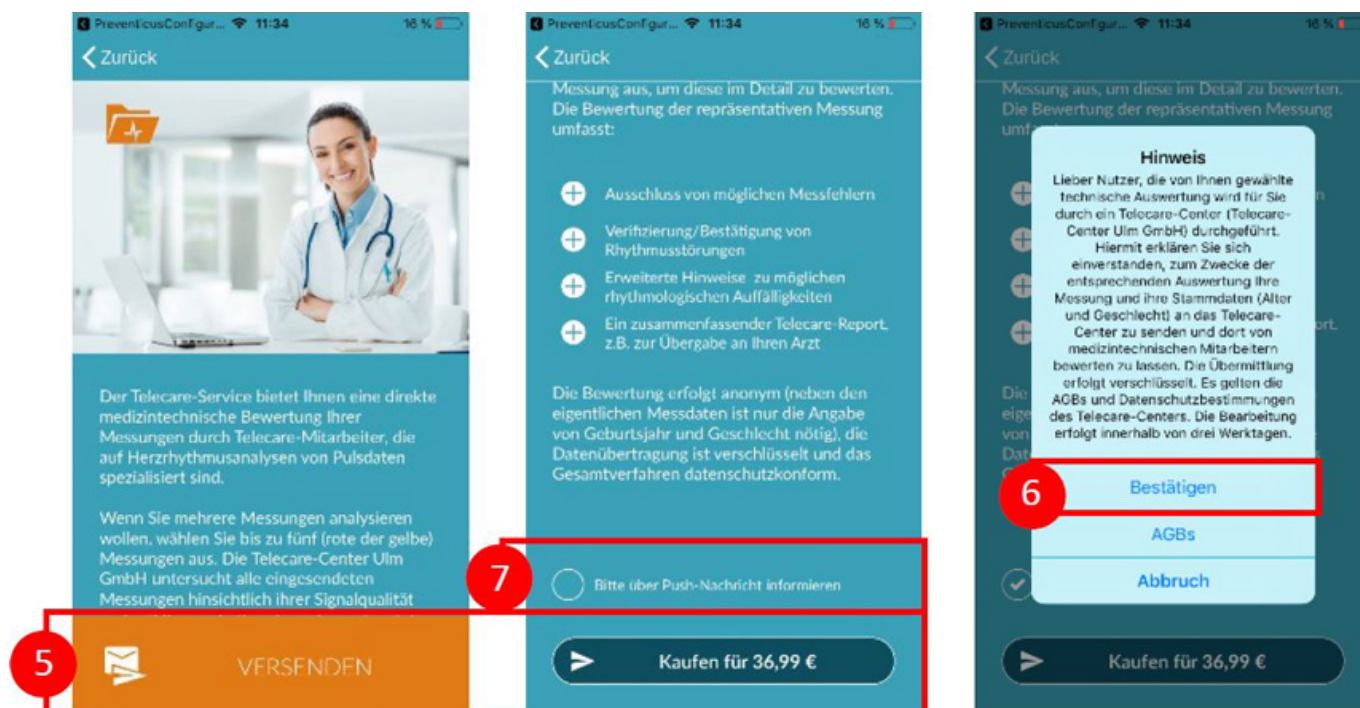 PreventicusConfigur... 11:34 16 %
Zurück
Der Telecare-Service bietet Ihnen eine direkte
medizintechnische Bewertung Ihrer
Messungen durch Telecare-Mitarbeiter, die
auf Herzrhythmusanalysen von Pulsdaten
spezialisiert sind.
Wenn Sie mehrere Messungen analysieren
wollen, wählen Sie bis zu fünf (rote der gelbe)
Messungen aus. Die Telecare-Center Ulm
GmbH untersucht alle eingesendeten
Messungen hinsichtlich ihrer Signalqualität
5
VERSENDEN
PreventicusConfigur... 11:34 16 %
Zurück
Messung aus, um diese im Detail zu bewerten.
Die Bewertung der repräsentativen Messung
umfasst:
Ausschluss von möglichen Messfehlern
Verifizierung/Bestätigung von
Rhythmusstörungen
Erweiterte Hinweise zu möglichen
rhythmologischen Auffälligkeiten
Ein zusammenfassender Telecare-Report,
z.B. zur Übergabe an Ihren Arzt
Die Bewertung erfolgt anonym (neben den
eigentlichen Messdaten ist nur die Angabe
von Geburtsjahr und Geschlecht nötig), die
Datenübertragung ist verschlüsselt und das
Gesamtverfahren datenschutzkonform.
7
Bitte über Push-Nachricht informieren
Kaufen für 36,99 €
PreventicusConfigur... 11:34 16 %
Zurück
Messung aus, um diese im Detail zu bewerten.
Die Bewertung der repräsentativen Messung
Hinweis
Lieber Nutzer, die von Ihnen gewählte
technische Auswertung wird für Sie
durch ein Telecare-Center (Telecare-
Center Ulm GmbH) durchgeführt.
Hiermit erklären Sie sich
einverstanden, zum Zwecke der
entsprechenden Auswertung Ihre
Messung und ihre Stammdaten (Alter
und Geschlecht) an das Telecare-
Center zu senden und dort von
medizintechnischen Mitarbeitern
bewerten zu lassen. Die Übermittlung
erfolgt verschlüsselt. Es gelten die
AGBs und Datenschutzbestimmungen
des Telecare-Centers. Die Bearbeitung
erfolgt innerhalb von drei Werktagen.
6
Bestätigen
AGBs
Abbruch
Kaufen für 36,99 €